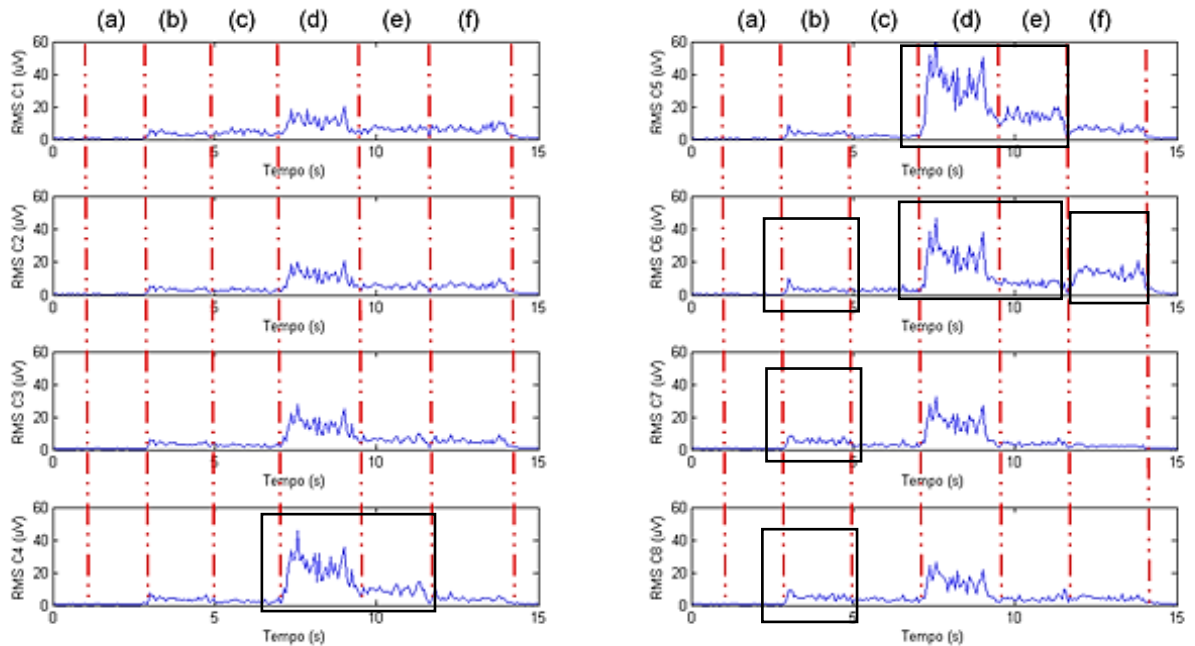 (a) (b) (c) (d) (e) (f)
60
40
20
0
RMS C1 (uV)
0 5 10 15
Tempo (s)
60
40
20
0
RMS C2 (uV)
0 5 10 15
Tempo (s)
60
40
20
0
RMS C3 (uV)
0 5 10 15
Tempo (s)
60
40
20
0
RMS C4 (uV)
0 5 10 15
Tempo (s)
(a) (b) (c) (d) (e) (f)
60
40
20
0
RMS C5 (uV)
0 5 10 15
Tempo (s)
60
40
20
0
RMS C6 (uV)
0 5 10 15
Tempo (s)
60
40
20
0
RMS C7 (uV)
0 5 10 15
Tempo (s)
60
40
20
0
RMS C8 (uV)
0 5 10 15
Tempo (s)